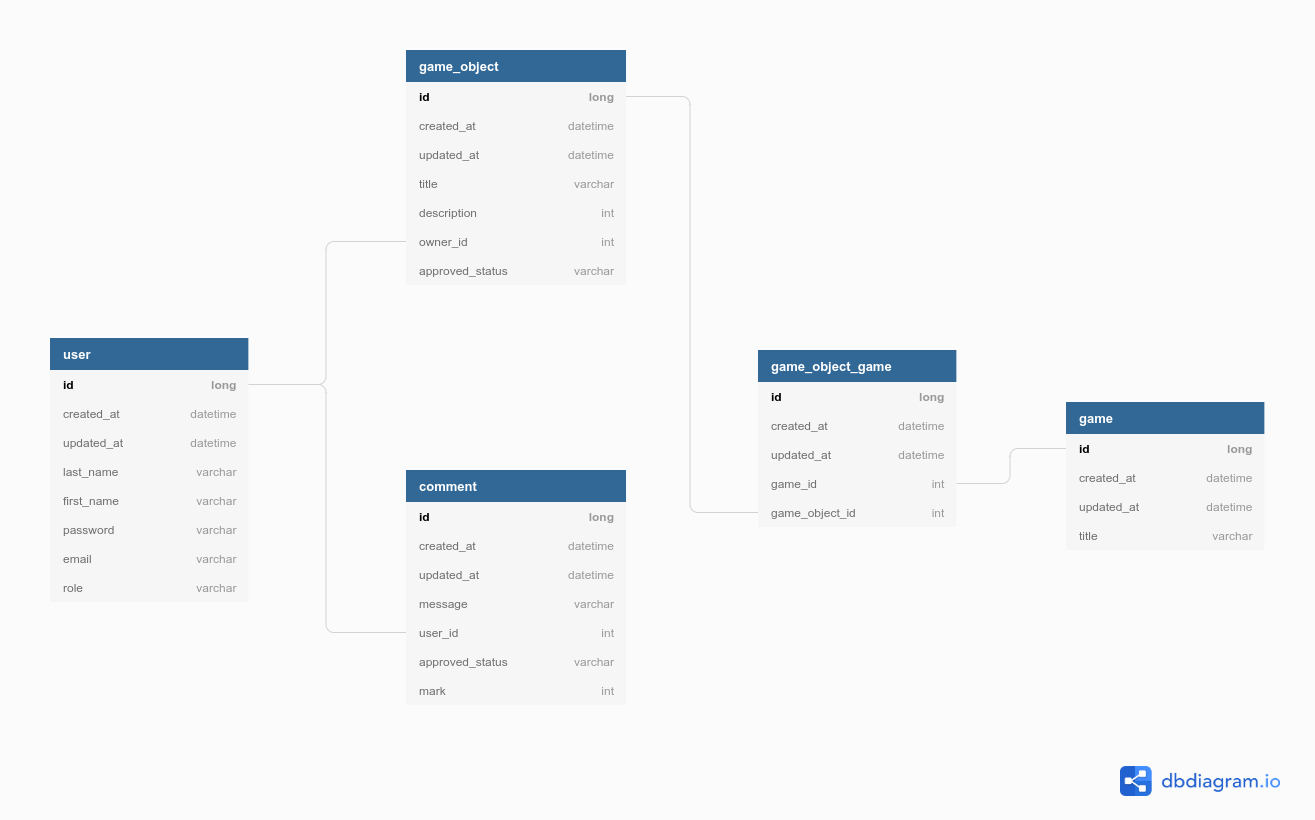 game_object
id long
created_at datetime
updated_at datetime
title varchar
description int
owner_id int
approved_status varchar
user
id long
created_at datetime
updated_at datetime
last_name varchar
first_name varchar
password varchar
email varchar
role varchar
comment
id long
created_at datetime
updated_at datetime
message varchar
user_id int
approved_status varchar
mark int
game_object_game
id long
created_at datetime
updated_at datetime
game_id int
game_object_id int
game
id long
created_at datetime
updated_at datetime
title varchar
dbdiagram.io